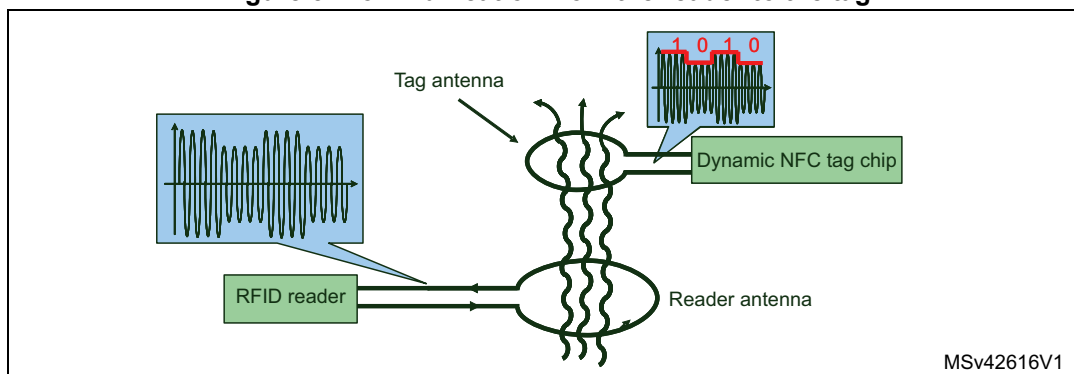 1 0 1 0
Tag antenna
Dynamic NFC tag chip
RFID reader
Reader antenna
MSv42616V1